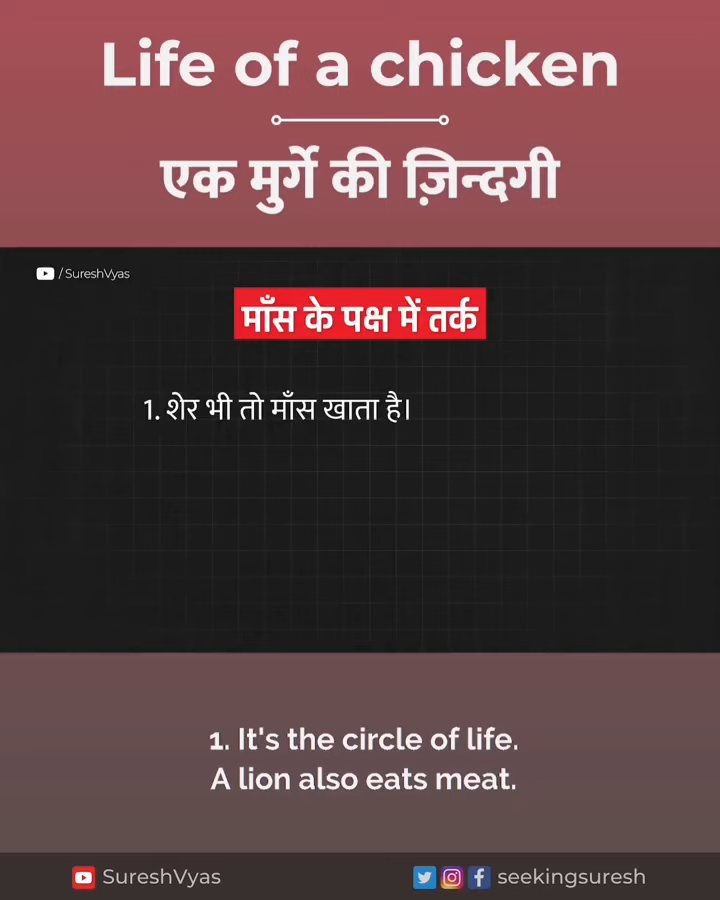 Life of a chicken
एक मुर्गे की ज़िन्दगी
/SureshVyas
माँस के पक्ष में तर्क
1. शेर भी तो माँस खाता है।
1. It's the circle of life.
A lion also eats meat.
SureshVyas
seekingsuresh